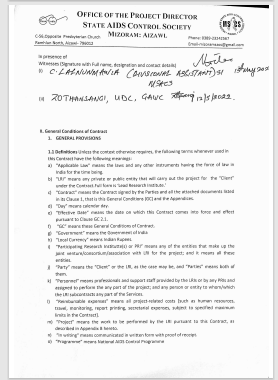 OFFICE OF THE PROJECT DIRECTOR
STATE AIDS CONTROL SOCIETY
MIZORAM: AIZAWL
C-56, Opposite Presbyterian Church
Ramhlun North, Aizawl- 796012
Phone: 0389-
Email:mizoramsacs@gmail.com
In presence of
Witnesses (Signature with Full name, designation and contact details)
(i) C. LALNUNMAWIA (DIVISIONAL ASSISTANT) SI
MSACS
(ii) ZOTHANSANGI, UDC, GAWC 12/5/2022
II. General Conditions of Contract
1. GENERAL PROVISIONS
1.1 Definitions Unless the context otherwise requires, the following terms whenever used in
this Contract have the following meanings:
a) "Applicable Law" means the laws and any other instruments having the force of law in
India for the time being.
b) "LRI" means any private or public entity that will carry out the project for the "Client"
under the Contract. Full form is 'Lead Research Institute.'
c) "Contract" means the Contract signed by the Parties and all the attached documents listed
in its Clause 1, that is this General Conditions (GC) and the Appendices.
d) "Day" means calendar day.
e) "Effective Date" means the date on which this Contract comes into force and effect
pursuant to Clause GC 2.1.
f) "GC" means these General Conditions of Contract.
g) "Government" means the Government of India
h) "Local Currency" means Indian Rupees.
i) "Participating Research Institute(s) or PRI" means any of the entities that make up the
joint venture/consortium/association with LRI for the project; and it means all these
entities.
j) "Party" means the "Client" or the LRI, as the case may be, and "Parties" means both of
them.
k) "Personnel" means professionals and support staff provided by the LRIs or by any PRIs and
assigned to perform the any part of the project; and any person or entity to whom/which
the LRI subcontracts any part of the Services.
l) "Reimbursable expenses" means all project-related costs (such as human resources,
travel, monitoring, report printing, secretarial expenses, subject to specified maximum
limits in the Contract).
m) "Project" means the work to be performed by the LRI pursuant to this Contract, as
described in Appendix B hereto.
n) "In writing" means communicated in written form with proof of receipt.
o) "Programme" means National AIDS Control Programme